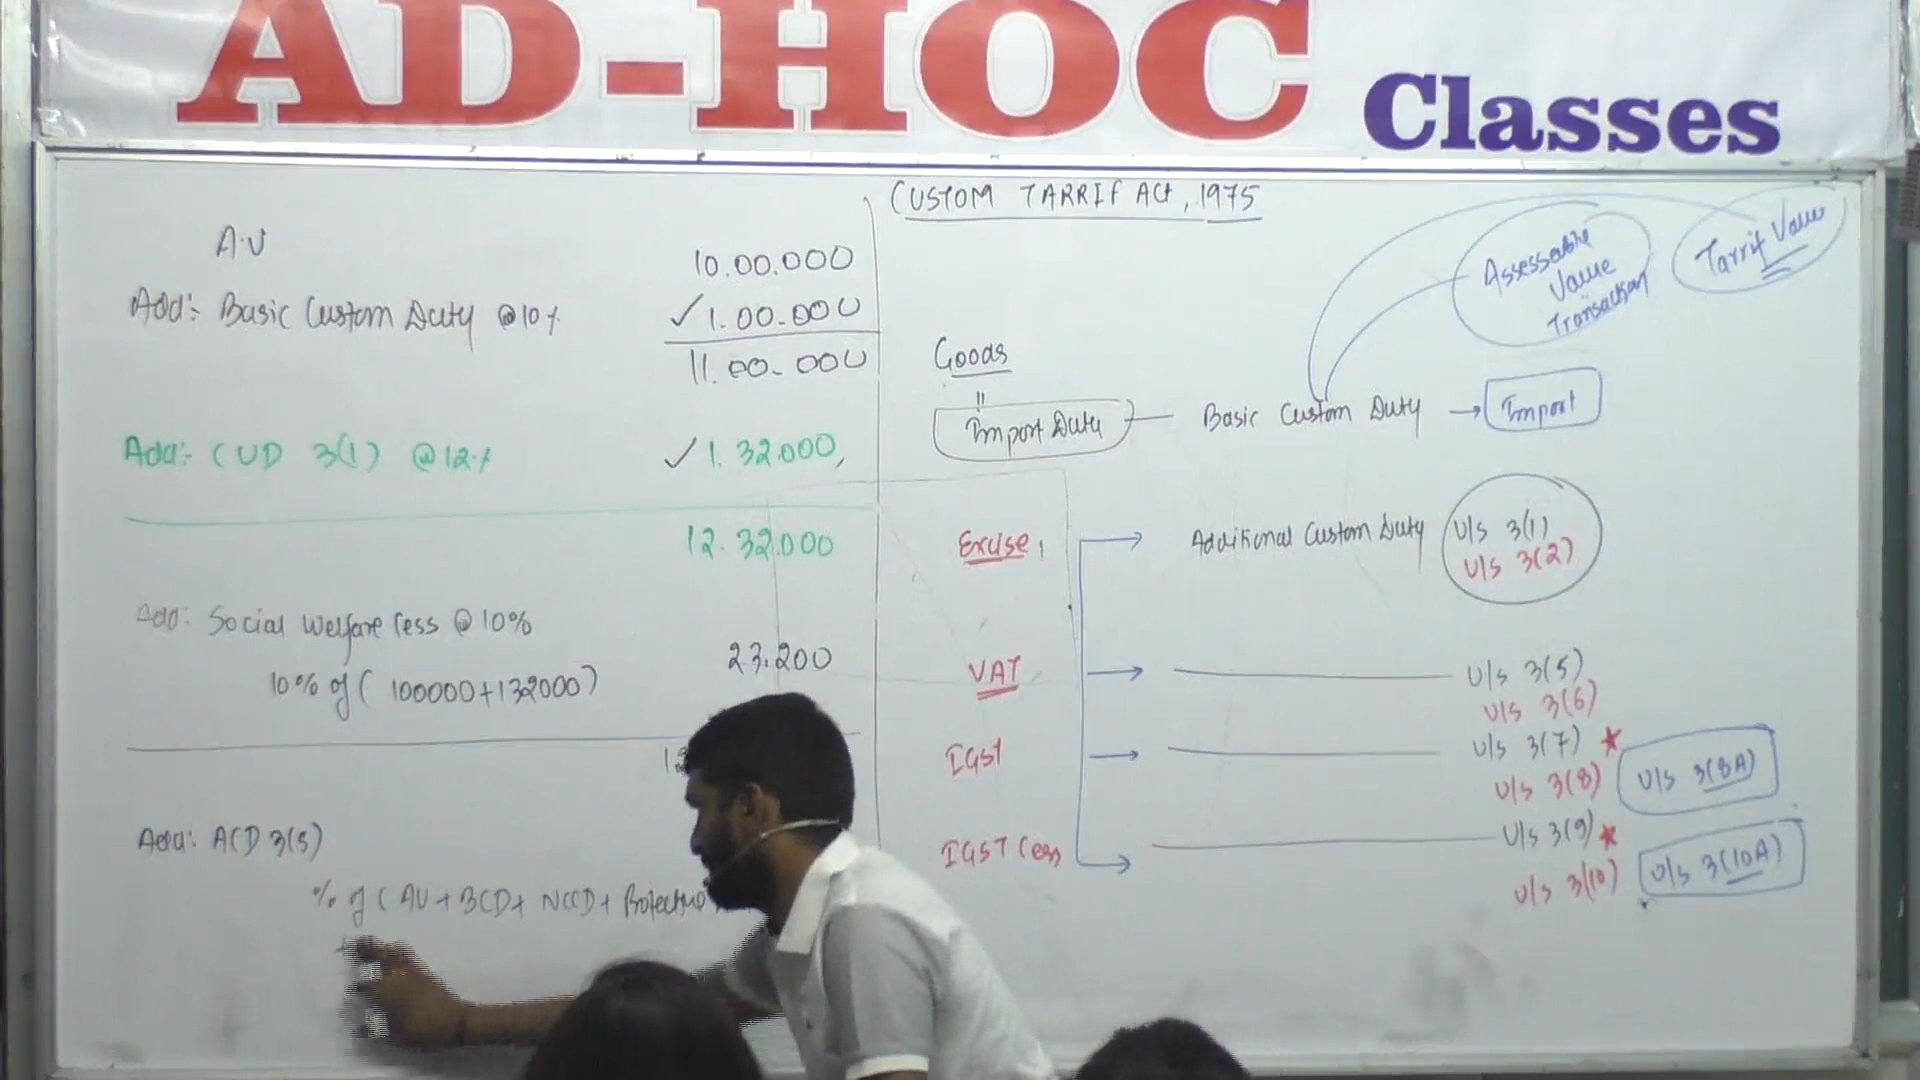 AD-HOC Classes
CUSTOM TARRIF ACT, 1975
A.V 10.00.000
Add:- Basic Custom Duty @10% ✓1.00.000
11.00.000
Add:- CVD 3(1) @12% ✓1.32.000,
12.32.000
Add: Social Welfare Cess @10%
10% of (100000+132000) 23.200
Add: ACD 3(5)
% of (AV + BCD + NCCD + Protective
Assessable
Value
Transaction
Tarrif Value
Goods
Import Duty Basic Custom Duty → Import
Excise, Additional Custom Duty U/s 3(1)
U/s 3(2)
VAT U/s 3(5)
U/s 3(6)
IGST U/s 3(7) ★
U/s 3(8) U/s 3(8A)
IGST Cess U/s 3(9) ★
U/s 3(10) U/s 3(10A)